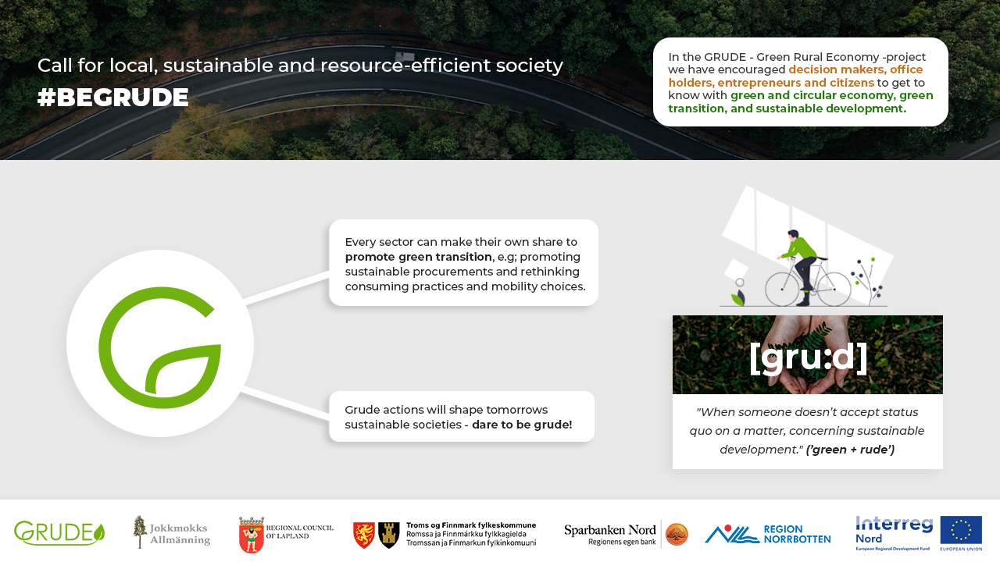 Call for local, sustainable and resource-efficient society
#BEGRUDE
In the GRUDE - Green Rural Economy -project
we have encouraged decision makers, office
holders, entrepreneurs and citizens to get to
know with green and circular economy, green
transition, and sustainable development.
Every sector can make their own share to
promote green transition, e.g; promoting
sustainable procurements and rethinking
consuming practices and mobility choices.
Grude actions will shape tomorrows
sustainable societies - dare to be grude!
[gru:d]
"When someone doesn't accept status
quo on a matter, concerning sustainable
development." ('green + rude')
GRUDE
Jokkmokks
Allmänning
REGIONAL COUNCIL
OF LAPLAND
Troms og Finnmark fylkeskommune
Romssa ja Finnmárkku fylkkagielda
Tromssan ja Finmarkun fylkinkomuuni
Sparbanken Nord
Regionens egen bank
REGION
NORRBOTTEN
Interreg
Nord
European Regional Development Fund
EUROPEAN UNION